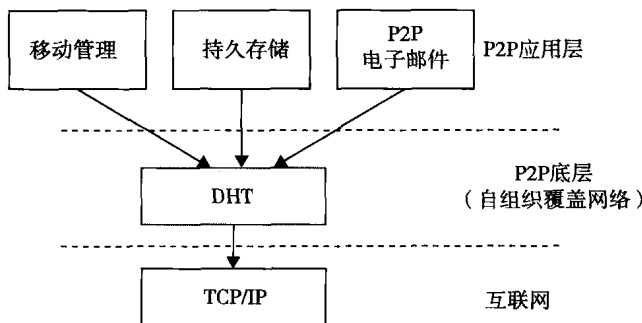 移动管理
持久存储
P2P
电子邮件
P2P应用层
DHT
P2P底层
（自组织覆盖网络）
TCP/IP
互联网